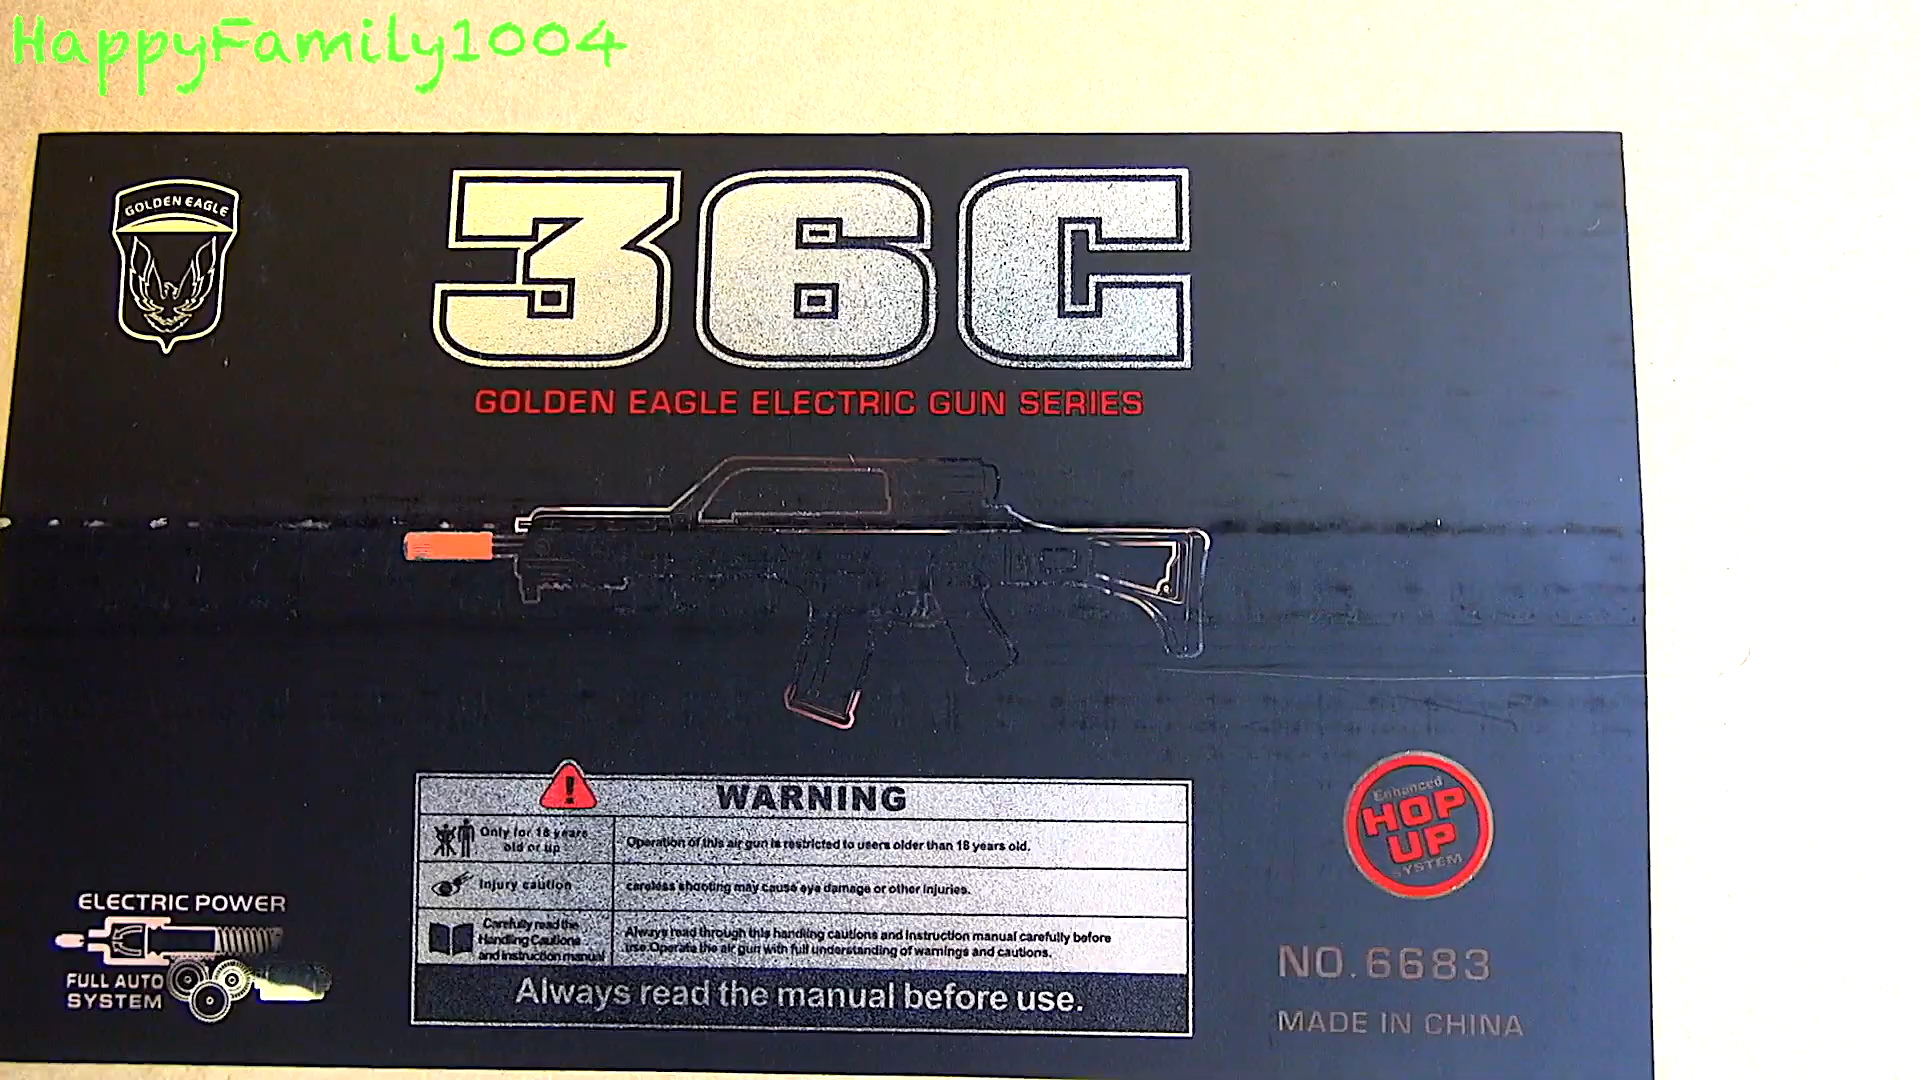 HappyFamily1004
GOLDEN EAGLE
36C
GOLDEN EAGLE ELECTRIC GUN SERIES
WARNING
Only for 18 years
old or up
Operation of this air gun is restricted to users older than 18 years old.
Injury caution
careless shooting may cause eye damage or other injuries.
Carefully read the
Handling Cautions
and instruction manual
Always read through this handling cautions and instruction manual carefully before
use.Operate the air gun with full understanding of warnings and cautions.
Always read the manual before use.
ELECTRIC POWER
FULL AUTO
SYSTEM
Enhanced
HOP
UP
SYSTEM
NO.6683
MADE IN CHINA